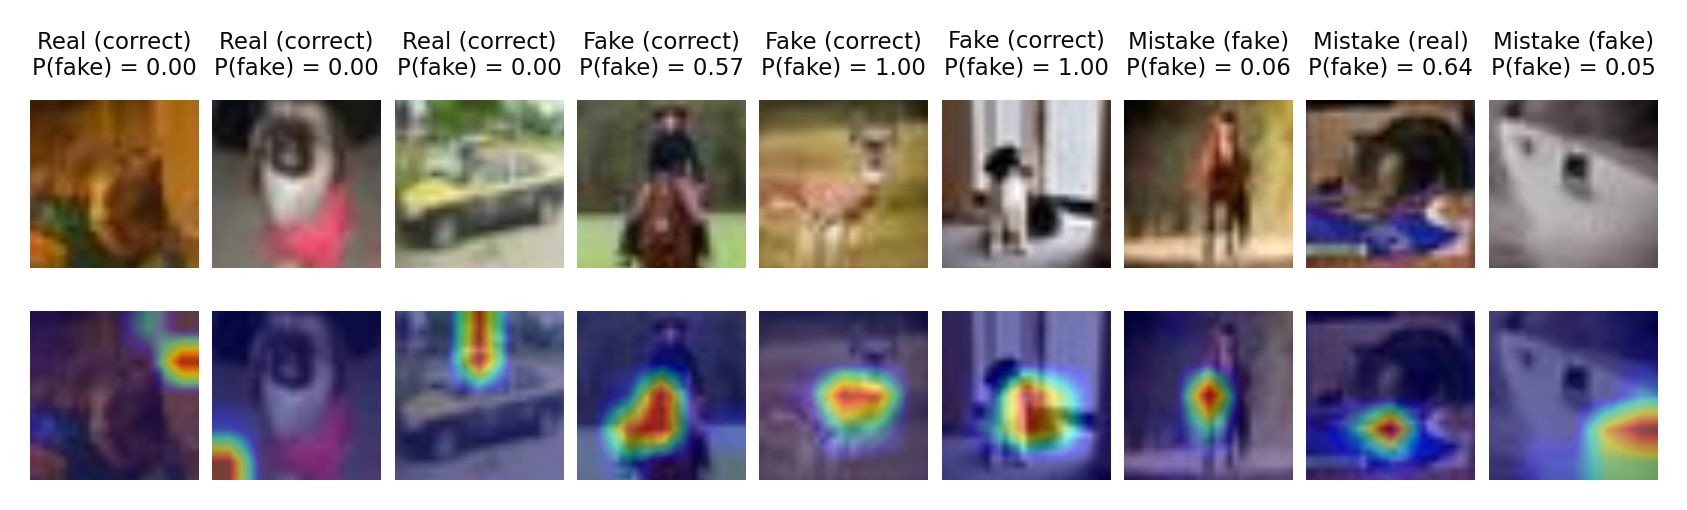 Real (correct)
P(fake) = 0.00
Real (correct)
P(fake) = 0.00
Real (correct)
P(fake) = 0.00
Fake (correct)
P(fake) = 0.57
Fake (correct)
P(fake) = 1.00
Fake (correct)
P(fake) = 1.00
Mistake (fake)
P(fake) = 0.06
Mistake (real)
P(fake) = 0.64
Mistake (fake)
P(fake) = 0.05